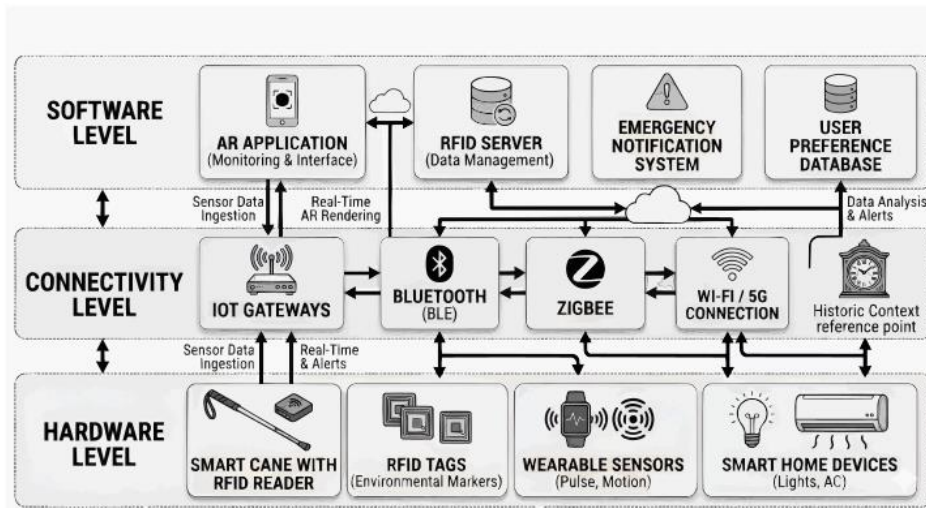 SOFTWARE
LEVEL
AR APPLICATION
(Monitoring & Interface)
RFID SERVER
(Data Management)
EMERGENCY
NOTIFICATION
SYSTEM
USER
PREFERENCE
DATABASE
Sensor Data
Ingestion
Real-Time
AR Rendering
Data Analysis
& Alerts
CONNECTIVITY
LEVEL
IOT GATEWAYS
BLUETOOTH
(BLE)
ZIGBEE
WI-FI / 5G
CONNECTION
Historic Context
reference point
Sensor Data
Ingestion
Real-Time
& Alerts
HARDWARE
LEVEL
SMART CANE WITH
RFID READER
RFID TAGS
(Environmental Markers)
WEARABLE SENSORS
(Pulse, Motion)
SMART HOME DEVICES
(Lights, AC)